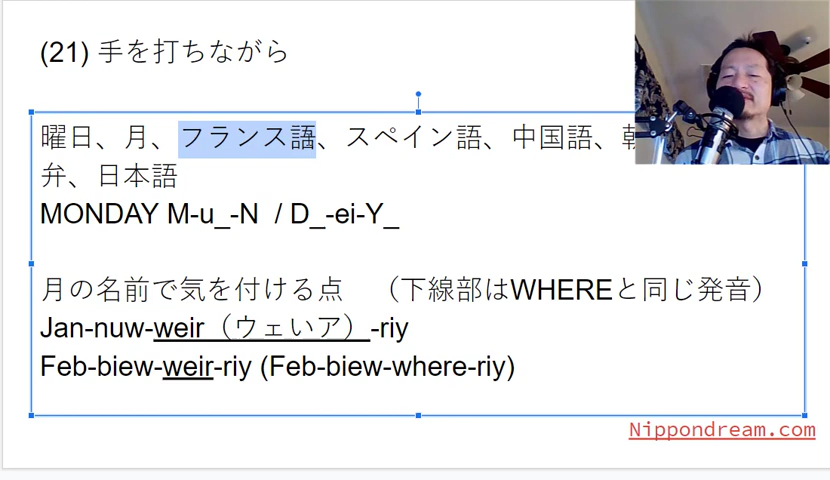 (21) 手を打ちながら
曜日、月、フランス語、スペイン語、中国語、
弁、日本語
MONDAY M-u_-N / D_-ei-Y_
月の名前で気を付ける点 （下線部はWHEREと同じ発音）
Jan-nuw-weir（ウェいア）-riy
Feb-biew-weir-riy (Feb-biew-where-riy)
Nippondream.com